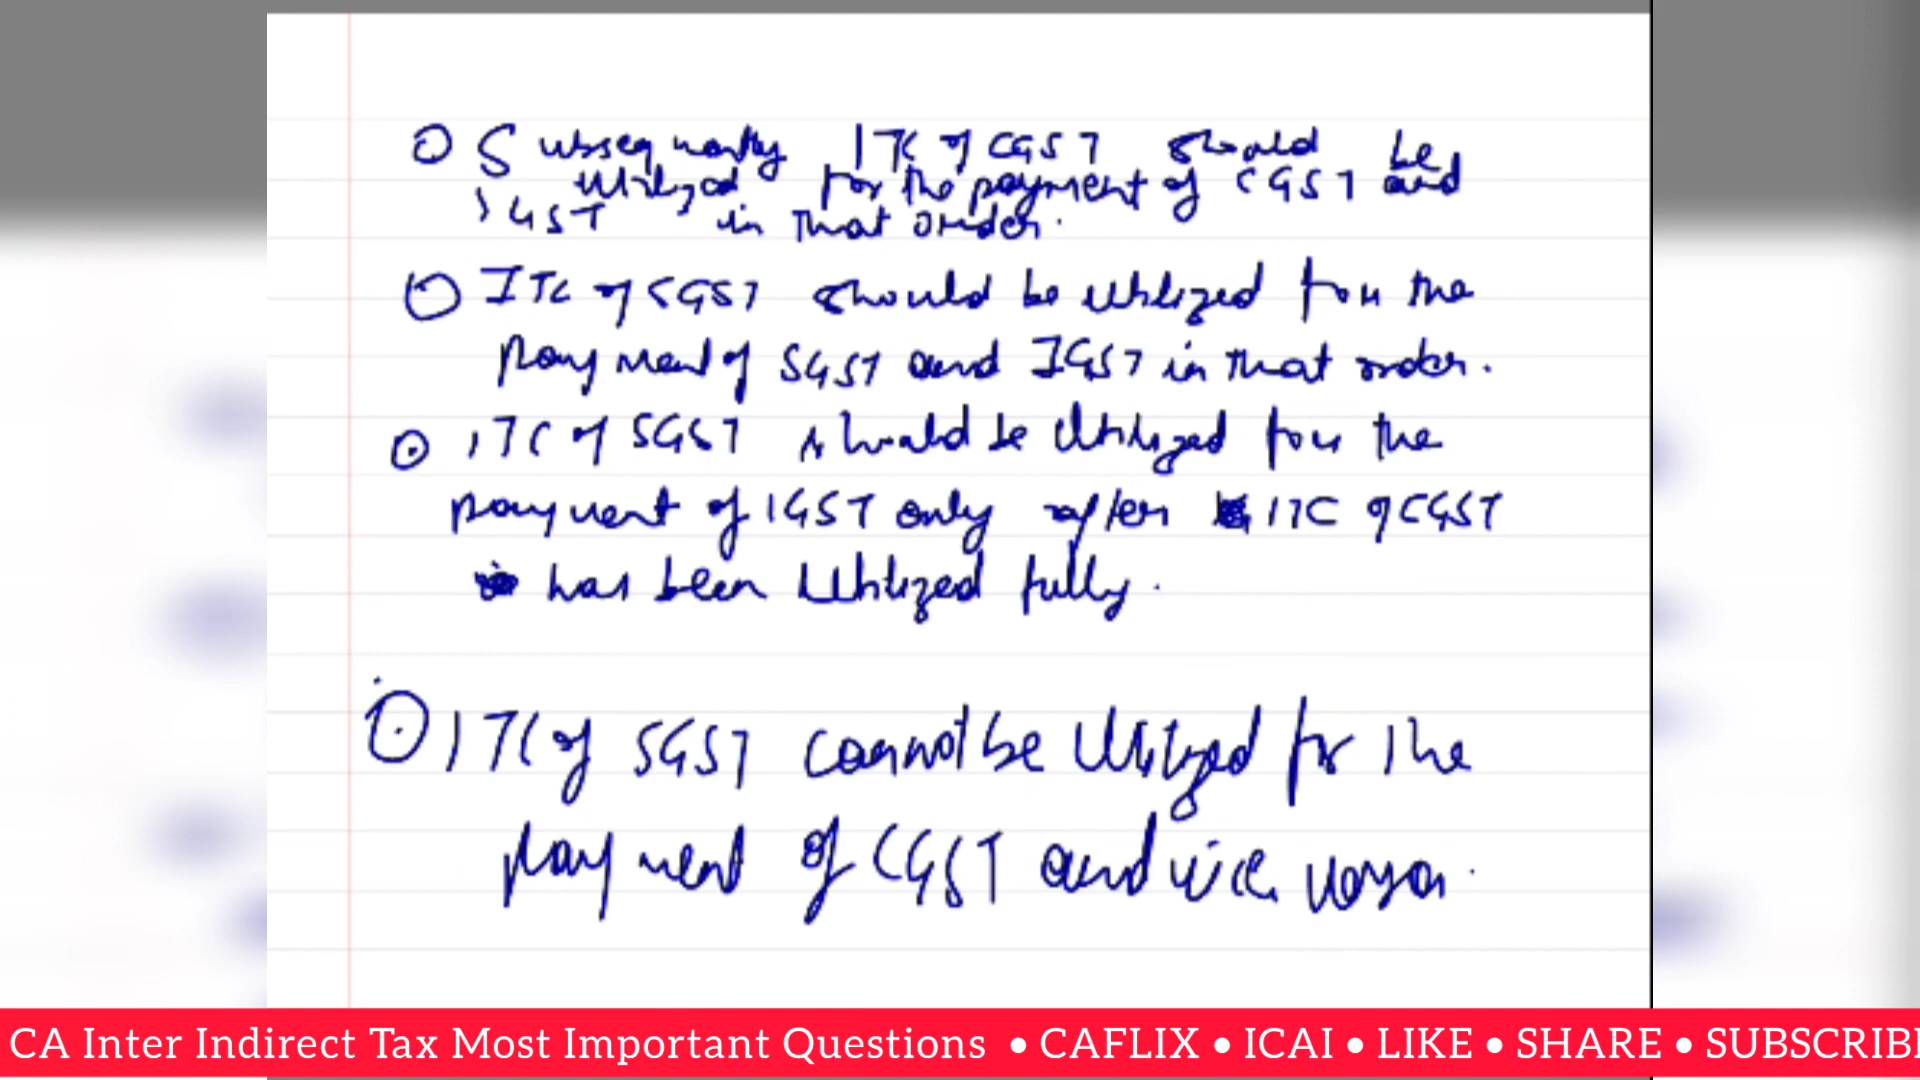 Subsequently ITC of CGST should be
utilized for the payment of CGST and
IGST in that order.
ITC of SGST should be utilized for the
payment of SGST and IGST in that order.
ITC of SGST should be utilized for the
payment of IGST only after ITC of CGST
has been utilized fully.
ITC of SGST cannot be utilized for the
payment of CGST and vice versa.
CA Inter Indirect Tax Most Important Questions • CAFLIX • ICAI • LIKE • SHARE • SUBSCRIB